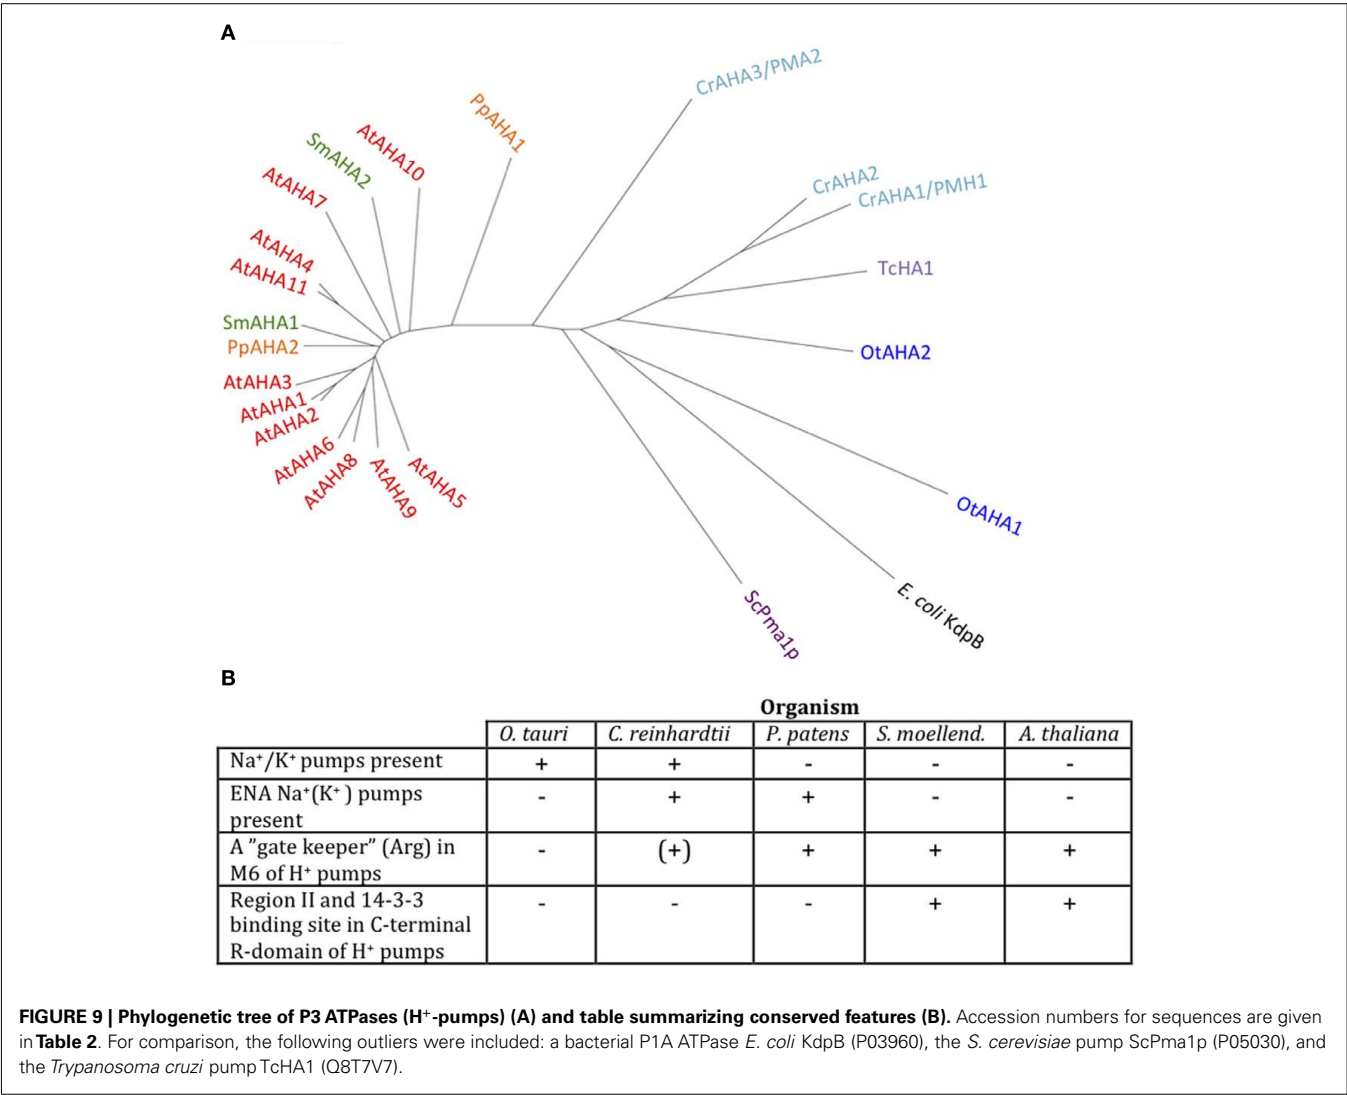 A
CrAHA3/PMA2
PpAHA1
AtAHA10
SmAHA2
AtAHA7
CrAHA2
CrAHA1/PMH1
AtAHA4
AtAHA11
TcHA1
SmAHA1
PpAHA2
OtAHA2
AtAHA3
AtAHA1
AtAHA2
AtAHA6
AtAHA8
AtAHA9
AtAHA5
OtAHA1
E. coli KdpB
ScPma1p
B
Organism
O. tauri C. reinhardtii P. patens S. moellend. A. thaliana
Na⁺/K⁺ pumps present + + - - -
ENA Na⁺(K⁺ ) pumps - + + - -
present
A ”gate keeper” (Arg) in - (+) + + +
M6 of H⁺ pumps
Region II and 14-3-3 - - - + +
binding site in C-terminal
R-domain of H⁺ pumps
FIGURE 9 | Phylogenetic tree of P3 ATPases (H⁺-pumps) (A) and table summarizing conserved features (B). Accession numbers for sequences are given
in Table 2. For comparison, the following outliers were included: a bacterial P1A ATPase E. coli KdpB (P03960), the S. cerevisiae pump ScPma1p (P05030), and
the Trypanosoma cruzi pump TcHA1 (Q8T7V7).